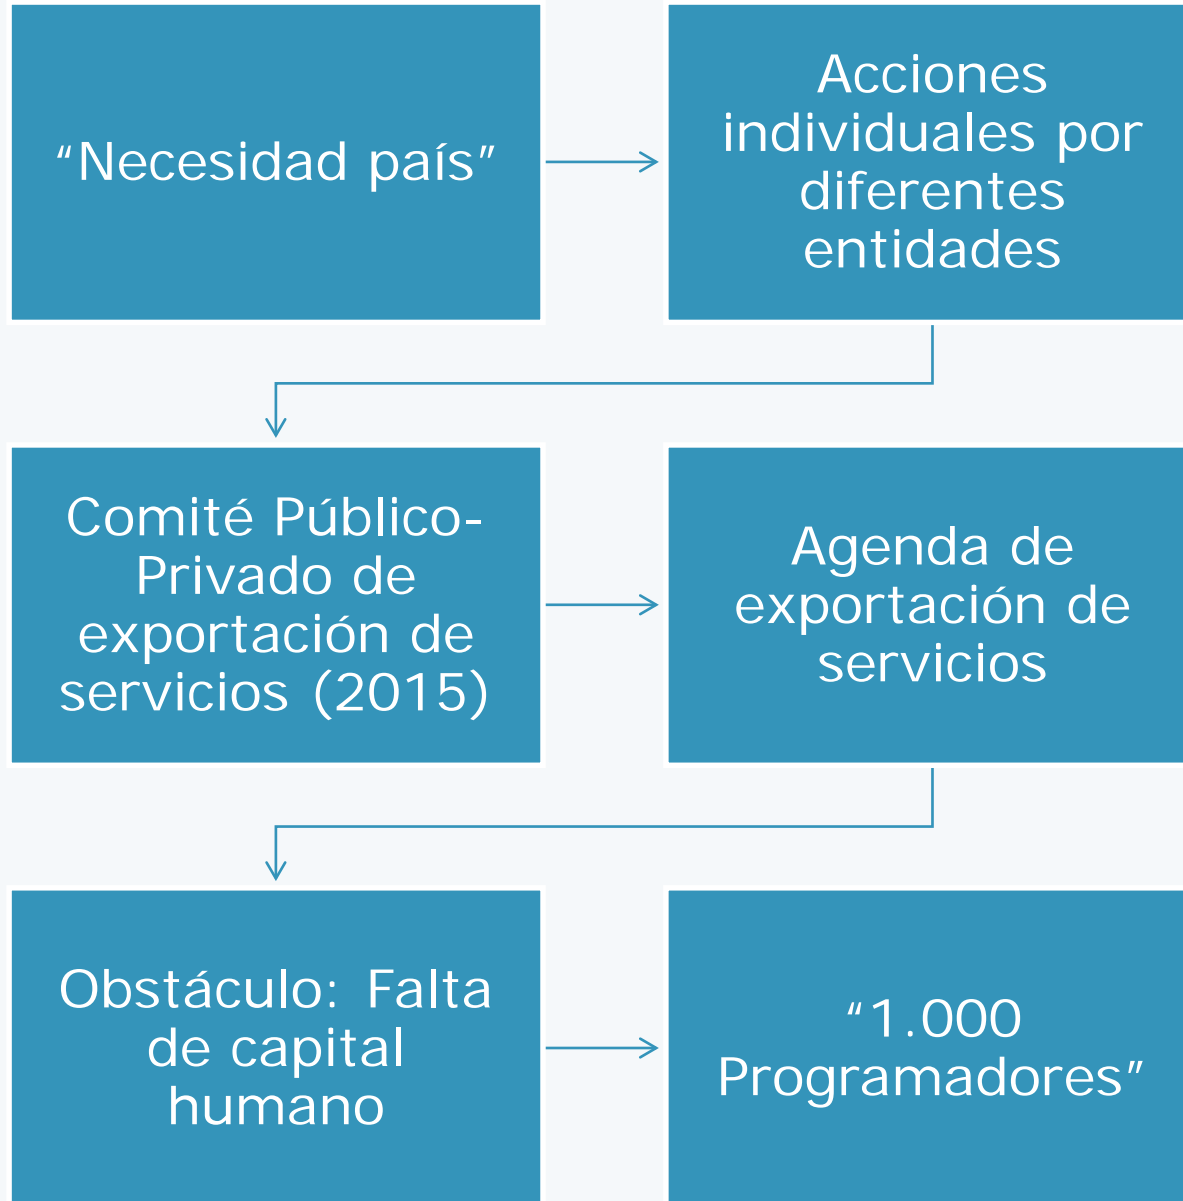 “Necesidad país”
Acciones
individuales por
diferentes
entidades
Comité Público-
Privado de
exportación de
servicios (2015)
Agenda de
exportación de
servicios
Obstáculo: Falta
de capital
humano
“1.000
Programadores”